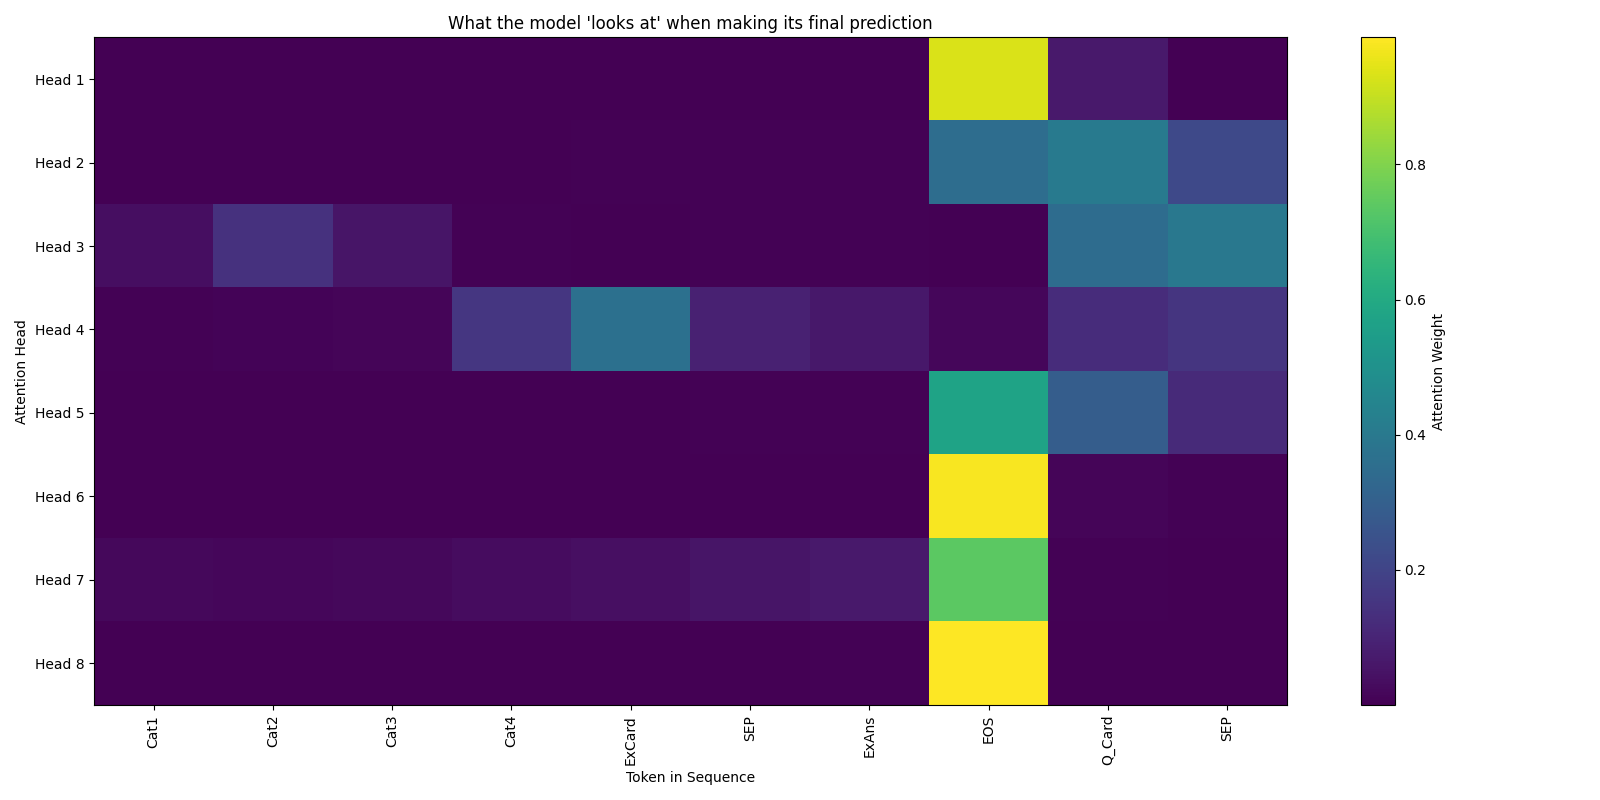 What the model 'looks at' when making its final prediction
Head 1
Head 2
Head 3
Head 4
Head 5
Head 6
Head 7
Head 8
Attention Head
Cat1
Cat2
Cat3
Cat4
ExCard
SEP
ExAns
EOS
Q_Card
SEP
Token in Sequence
0.8
0.6
0.4
0.2
Attention Weight